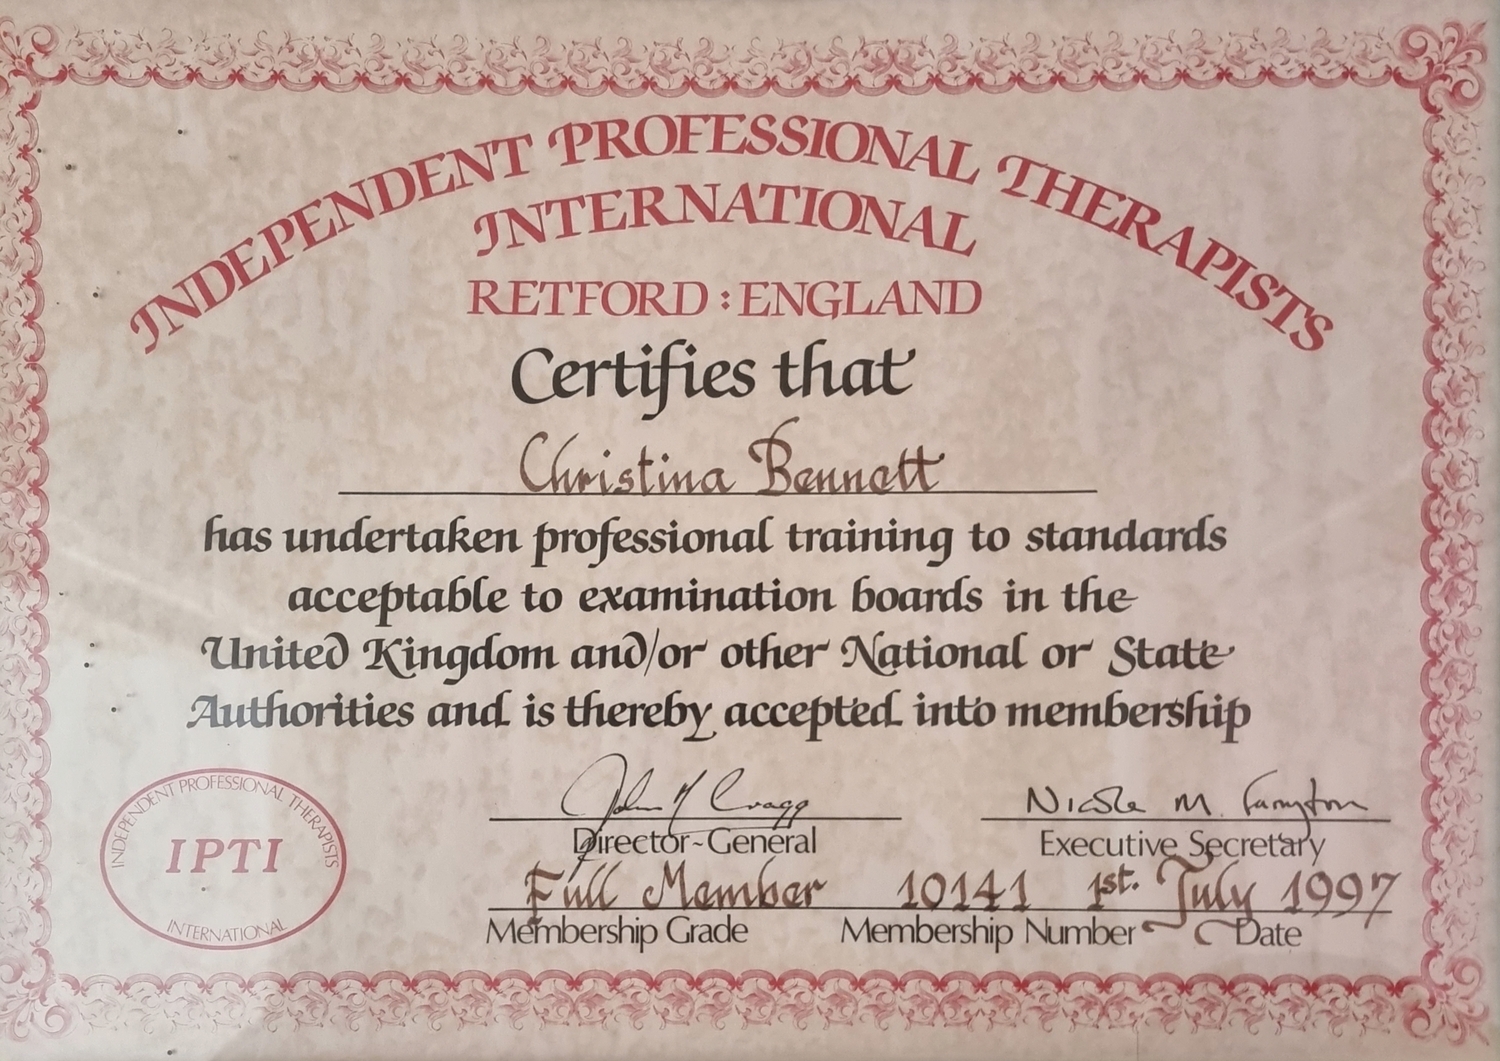 INDEPENDENT PROFESSIONAL THERAPISTS
INTERNATIONAL
RETFORD : ENGLAND
Certifies that
Christina Bennett
has undertaken professional training to standards
acceptable to examination boards in the
United Kingdom and/or other National or State
Authorities and is thereby accepted into membership
John Cragg
Nicola M.
Director-General
Executive Secretary
Full Member 10141 1st. July 1997
Membership Grade Membership Number Date
INDEPENDENT PROFESSIONAL THERAPISTS
IPTI
INTERNATIONAL